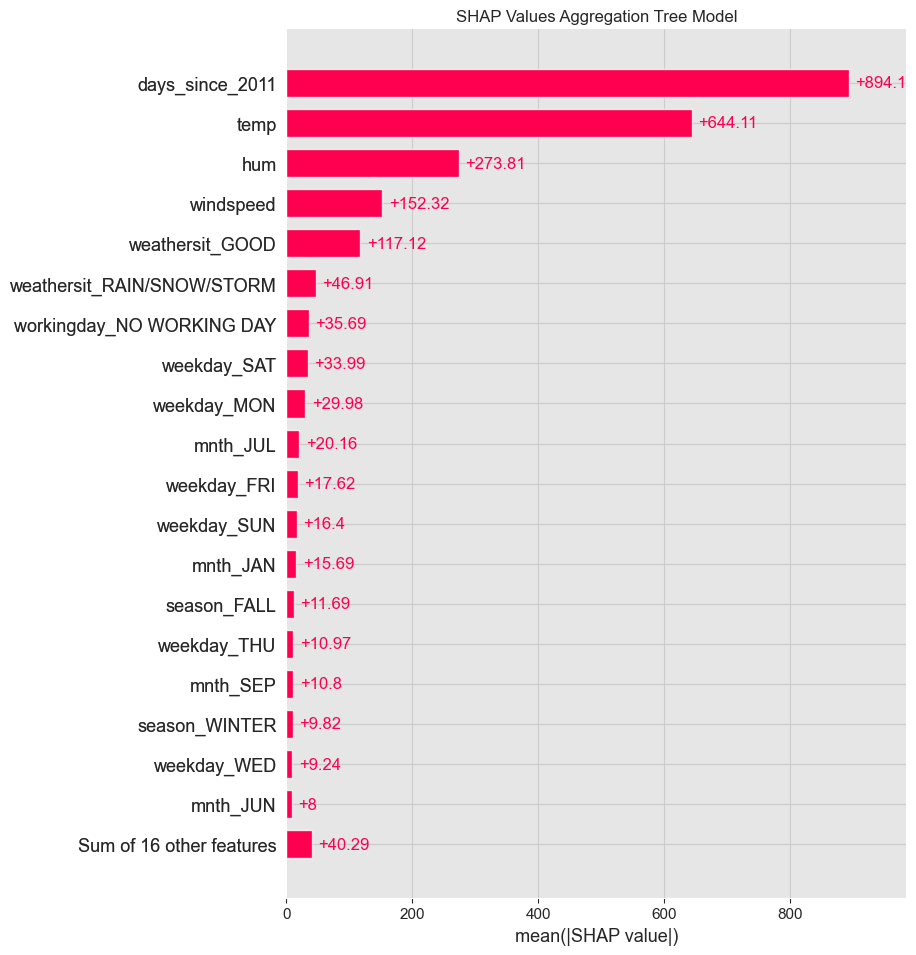 SHAP Values Aggregation Tree Model
days_since_2011 +894.1
temp +644.11
hum +273.81
windspeed +152.32
weathersit_GOOD +117.12
weathersit_RAIN/SNOW/STORM +46.91
workingday_NO WORKING DAY +35.69
weekday_SAT +33.99
weekday_MON +29.98
mnth_JUL +20.16
weekday_FRI +17.62
weekday_SUN +16.4
mnth_JAN +15.69
season_FALL +11.69
weekday_THU +10.97
mnth_SEP +10.8
season_WINTER +9.82
weekday_WED +9.24
mnth_JUN +8
Sum of 16 other features +40.29
0 200 400 600 800
mean(|SHAP value|)